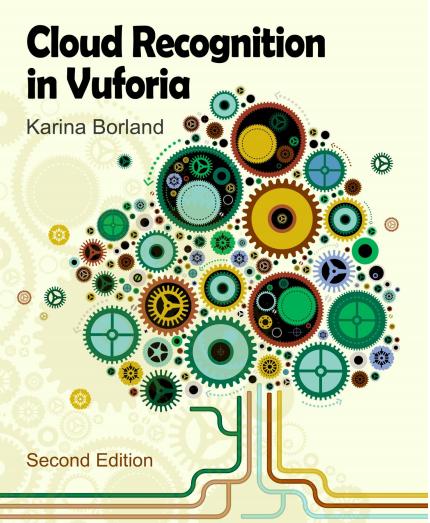 Cloud Recognition
in Vuforia
Karina Borland
Second Edition